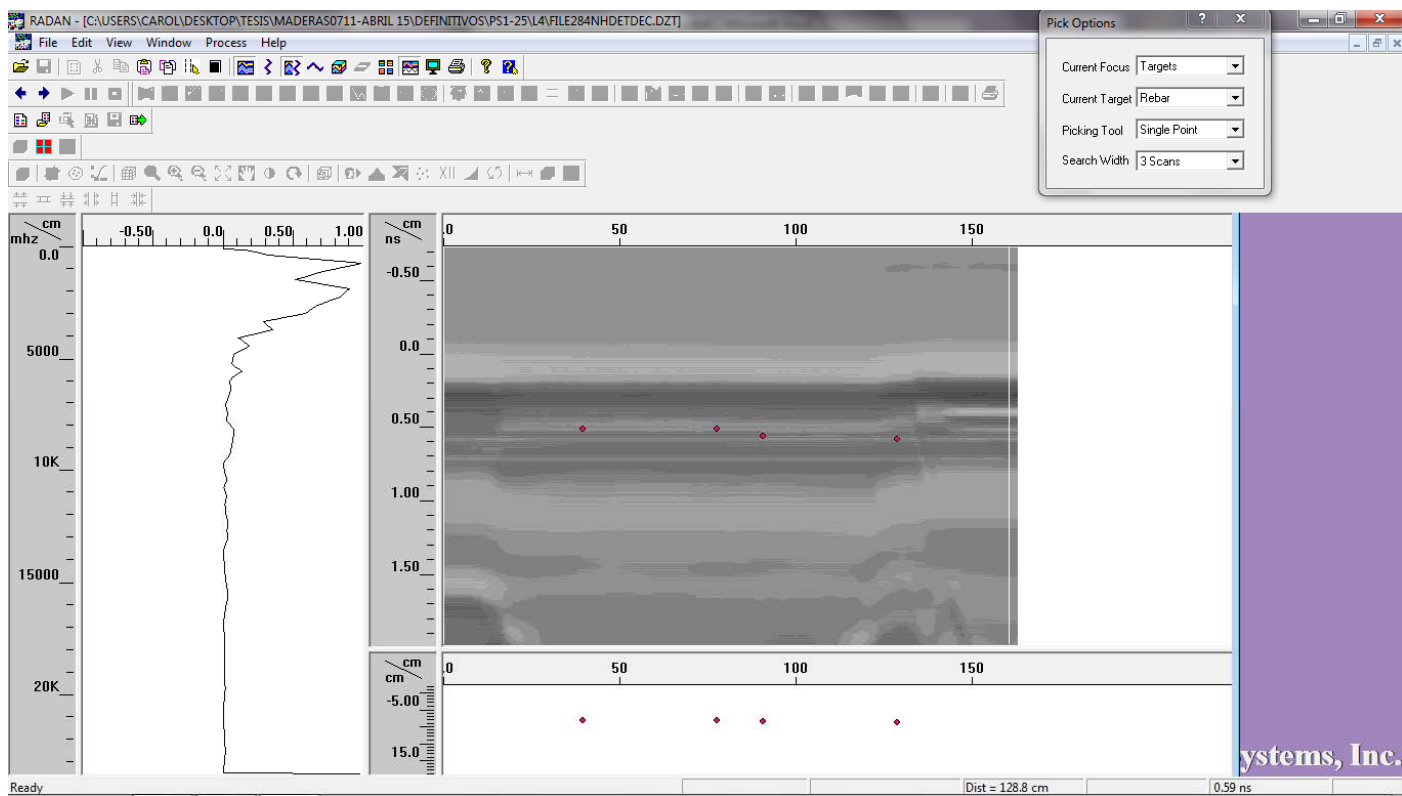 RADAN - [C:\USERS\CAROL\DESKTOP\TESIS\MADERAS0711-ABRIL 15\DEFINITIVOS\PS1-25\L4\FILE284NHDETDEC.DZT]
File Edit View Window Process Help
Pick Options
Current Focus Targets
Current Target Rebar
Picking Tool Single Point
Search Width 3 Scans
cm
mhz
-0.50 0.0 0.50 1.00
0.0
5000
10K
15000
20K
cm
ns
.0 50 100 150
-0.50
0.0
0.50
1.00
1.50
cm
cm
.0 50 100 150
-5.00
15.0
ystems, Inc.
Ready
Dist = 128.8 cm
0.59 ns